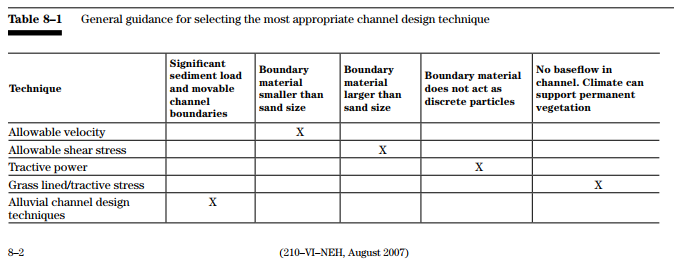 Table 8–1 General guidance for selecting the most appropriate channel design technique
Technique
Significant
sediment load
and movable
channel
boundaries
Boundary
material
smaller than
sand size
Boundary
material
larger than
sand size
Boundary material
does not act as
discrete particles
No baseflow in
channel. Climate can
support permanent
vegetation
Allowable velocity X
Allowable shear stress X
Tractive power X
Grass lined/tractive stress X
Alluvial channel design X
techniques
8–2 (210–VI–NEH, August 2007)